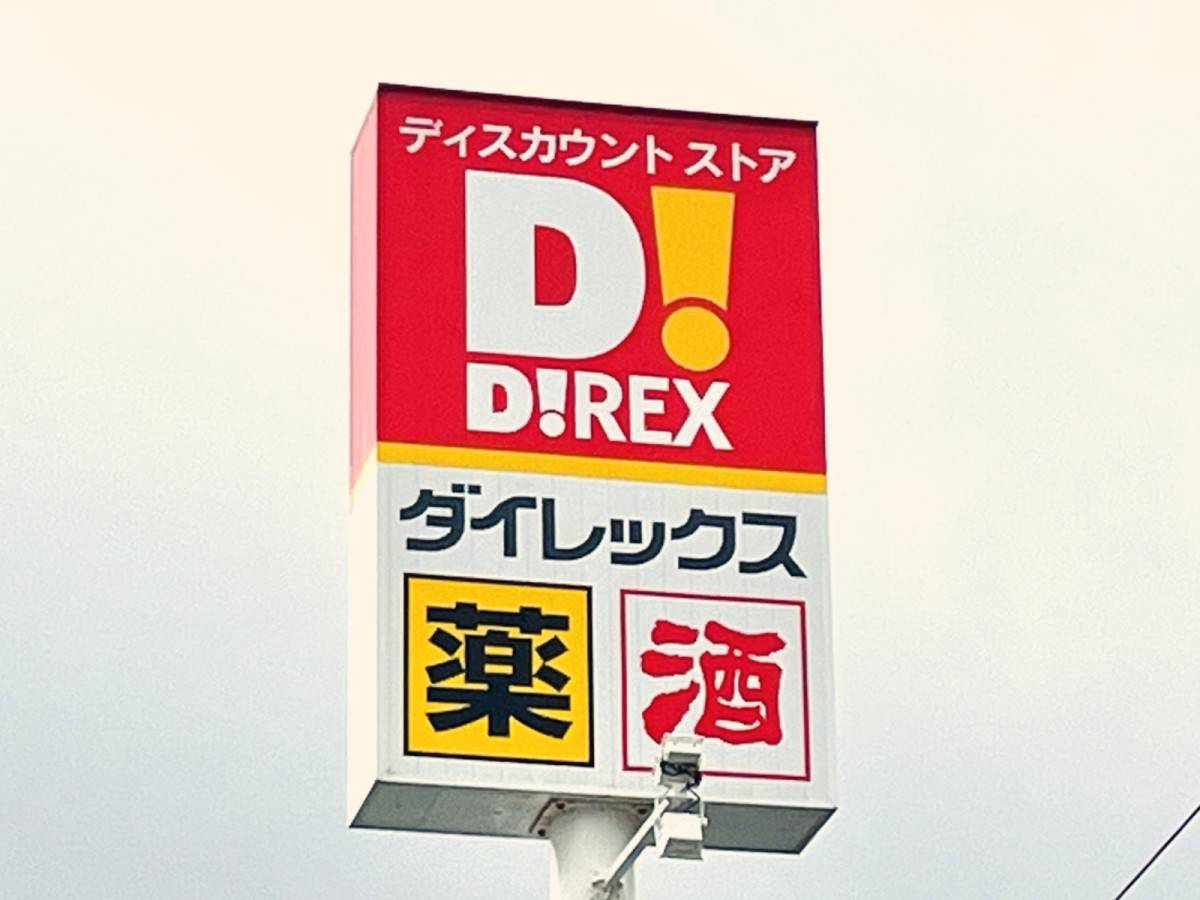 ディスカウント ストア
D!
D!REX
ダイレックス
薬 酒